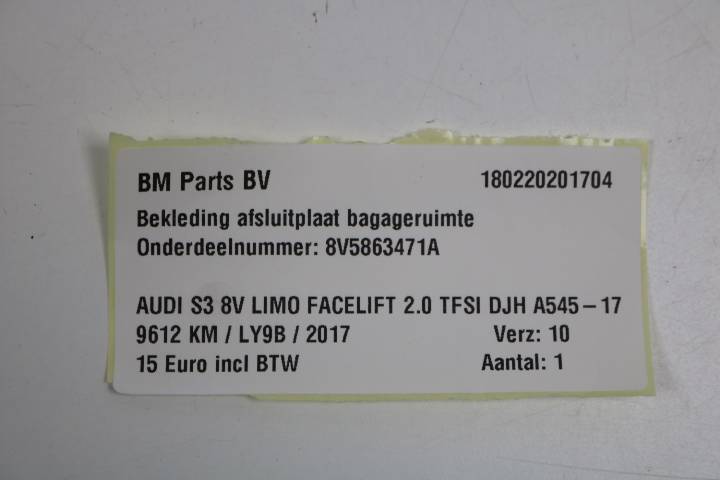 BM Parts BV 180220201704
Bekleding afsluitplaat bagageruimte
Onderdeelnummer: 8V5863471A
AUDI S3 8V LIMO FACELIFT 2.0 TFSI DJH A545-17
9612 KM / LY9B / 2017 Verz: 10
15 Euro incl BTW Aantal: 1